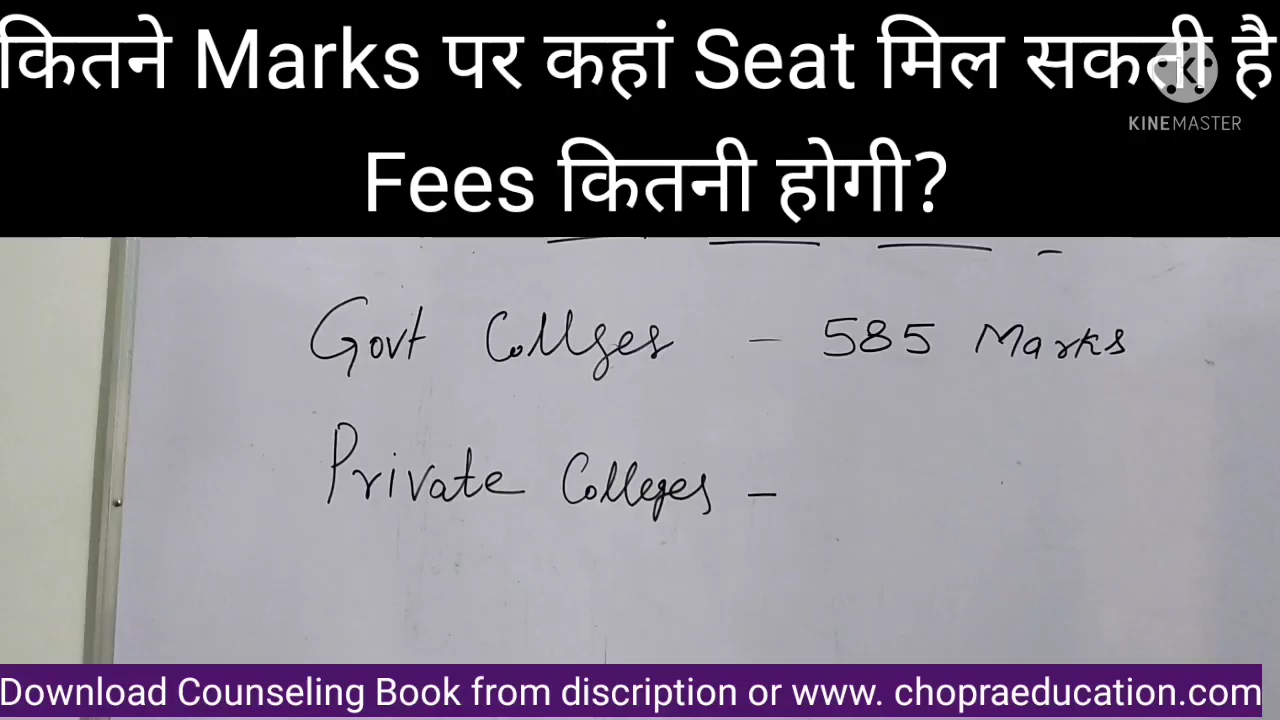 कितने Marks पर कहां Seat मिल सकती है
KINEMASTER
Fees कितनी होगी?
Govt Collges - 585 Marks
Private Colleges -
Download Counseling Book from discription or www. chopraeducation.com